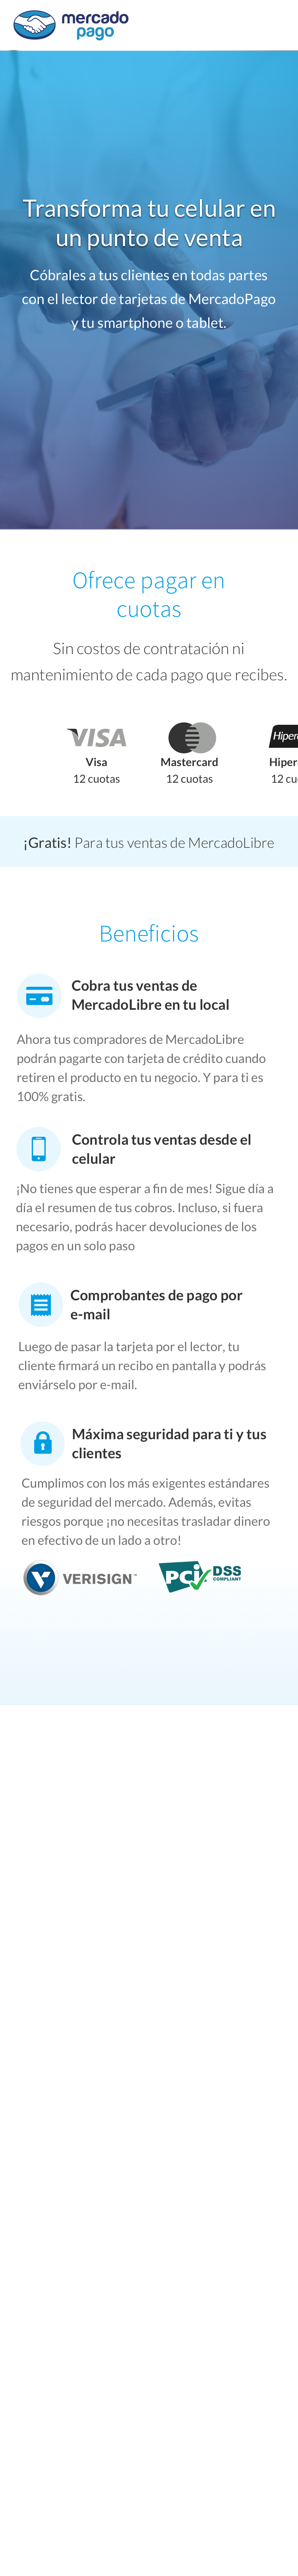 mercado
pago
Transforma tu celular en
un punto de venta
Cóbrales a tus clientes en todas partes
con el lector de tarjetas de MercadoPago
y tu smartphone o tablet.
Ofrece pagar en
cuotas
Sin costos de contratación ni
mantenimiento de cada pago que recibes.
VISA
Visa
12 cuotas
Mastercard
12 cuotas
Hiper
Hiper
12 cu
¡Gratis! Para tus ventas de MercadoLibre
Beneficios
Cobra tus ventas de
MercadoLibre en tu local
Ahora tus compradores de MercadoLibre
podrán pagarte con tarjeta de crédito cuando
retiren el producto en tu negocio. Y para ti es
100% gratis.
Controla tus ventas desde el
celular
¡No tienes que esperar a fin de mes! Sigue día a
día el resumen de tus cobros. Incluso, si fuera
necesario, podrás hacer devoluciones de los
pagos en un solo paso
Comprobantes de pago por
e-mail
Luego de pasar la tarjeta por el lector, tu
cliente firmará un recibo en pantalla y podrás
enviárselo por e-mail.
Máxima seguridad para ti y tus
clientes
Cumplimos con los más exigentes estándares
de seguridad del mercado. Además, evitas
riesgos porque ¡no necesitas trasladar dinero
en efectivo de un lado a otro!
VERISIGN™
PCI DSS
COMPLIANT